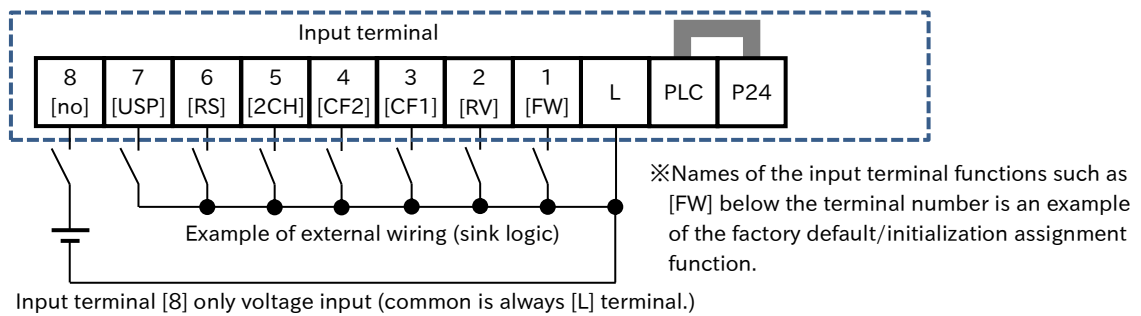 Input terminal
8 7 6 5 4 3 2 1 L PLC P24
[no] [USP] [RS] [2CH] [CF2] [CF1] [RV] [FW]
※Names of the input terminal functions such as
[FW] below the terminal number is an example
of the factory default/initialization assignment
function.
Example of external wiring (sink logic)
Input terminal [8] only voltage input (common is always [L] terminal.)